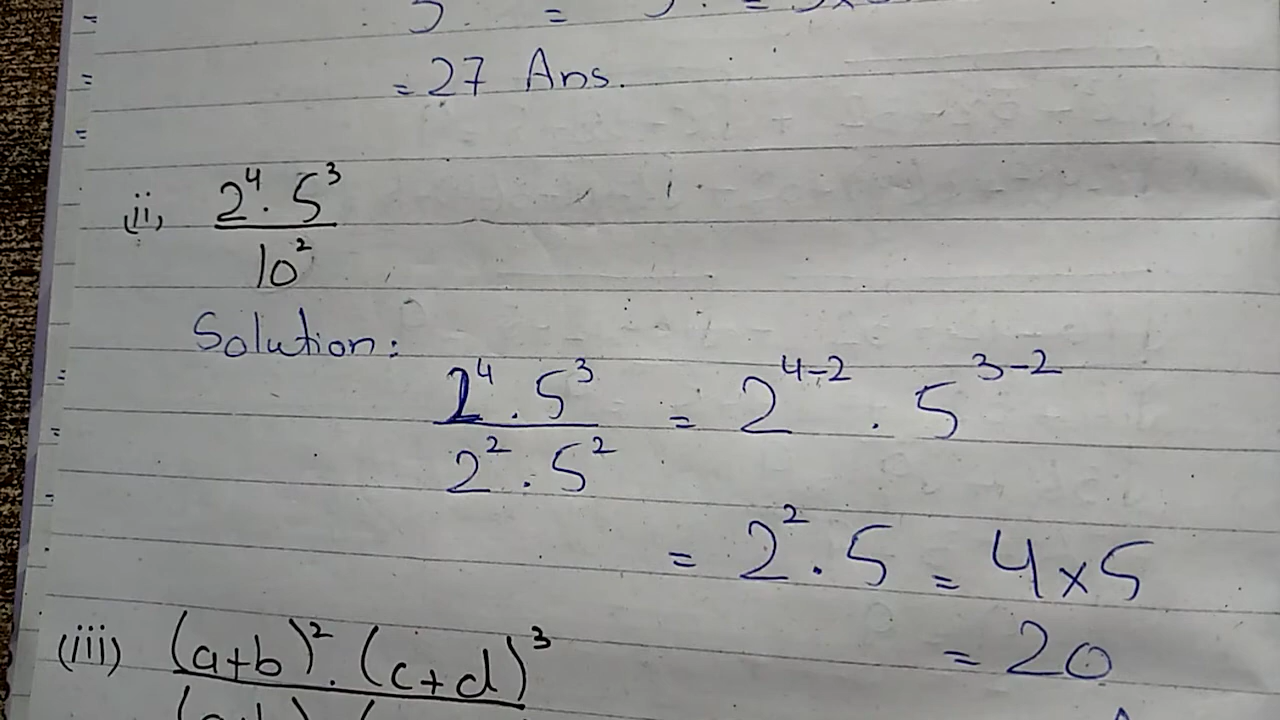 = 27 Ans.
(ii) 2⁴ . 5³ / 10²
Solution:
2⁴ . 5³ / 2² . 5² = 2⁴⁻² . 5³⁻²
= 2² . 5 = 4 x 5
= 20
(iii) (a+b)² . (c+d)³